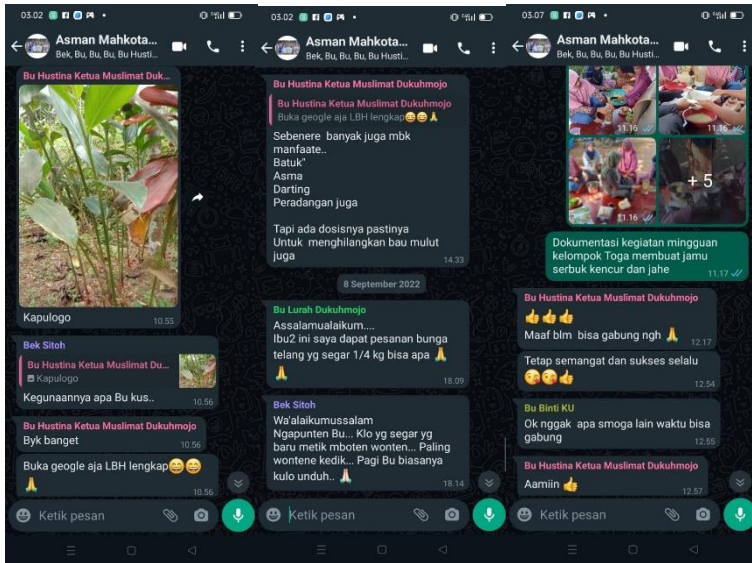 03.02
Asman Mahkota...
Bek, Bu, Bu, Bu, Bu Husti...
Bu Hustina Ketua Muslimat Duk...
Kapulogo
10.55
Bek Sitoh
Bu Hustina Ketua Muslimat Du...
Kapulogo
Kegunaannya apa Bu kus..
10.56
Bu Hustina Ketua Muslimat Dukuhmojo
Byk banget
10.56
Buka geogle aja LBH lengkap😄😄
🙏
10.56
Ketik pesan
03.02
Asman Mahkota...
Bek, Bu, Bu, Bu, Bu Husti...
Bu Hustina Ketua Muslimat Dukuhmojo
Bu Hustina Ketua Muslimat Dukuhmojo
Buka geogle aja LBH lengkap😄😄🙏
Sebenere banyak juga mbk
manfaate..
Batuk"
Asma
Darting
Peradangan juga
Tapi ada dosisnya pastinya
Untuk menghilangkan bau mulut
juga
14.33
8 September 2022
Bu Lurah Dukuhmojo
Assalamualaikum....
Ibu2 ini saya dapat pesanan bunga
telang yg segar 1/4 kg bisa apa 🙏
🙏
18.09
Bek Sitoh
Wa'alaikumussalam
Ngapunten Bu... Klo yg segar yg
baru metik mboten wonten... Paling
wontene kedik... Pagi Bu biasanya
kulo unduh.. 🙏
18.14
Ketik pesan
03.07
Asman Mahkota...
Bek, Bu, Bu, Bu, Bu Husti...
11.16
11.16
11.16
+ 5
Dokumentasi kegiatan mingguan
kelompok Toga membuat jamu
serbuk kencur dan jahe
11.17
Bu Hustina Ketua Muslimat Dukuhmojo
👍👍👍
Maaf blm bisa gabung ngh 🙏
12.17
Tetap semangat dan sukses selalu
😘😘👍
12.54
Bu Binti KU
Ok nggak apa smoga lain waktu bisa
gabung
12.55
Bu Hustina Ketua Muslimat Dukuhmojo
Aamiin 👍
12.57
Ketik pesan